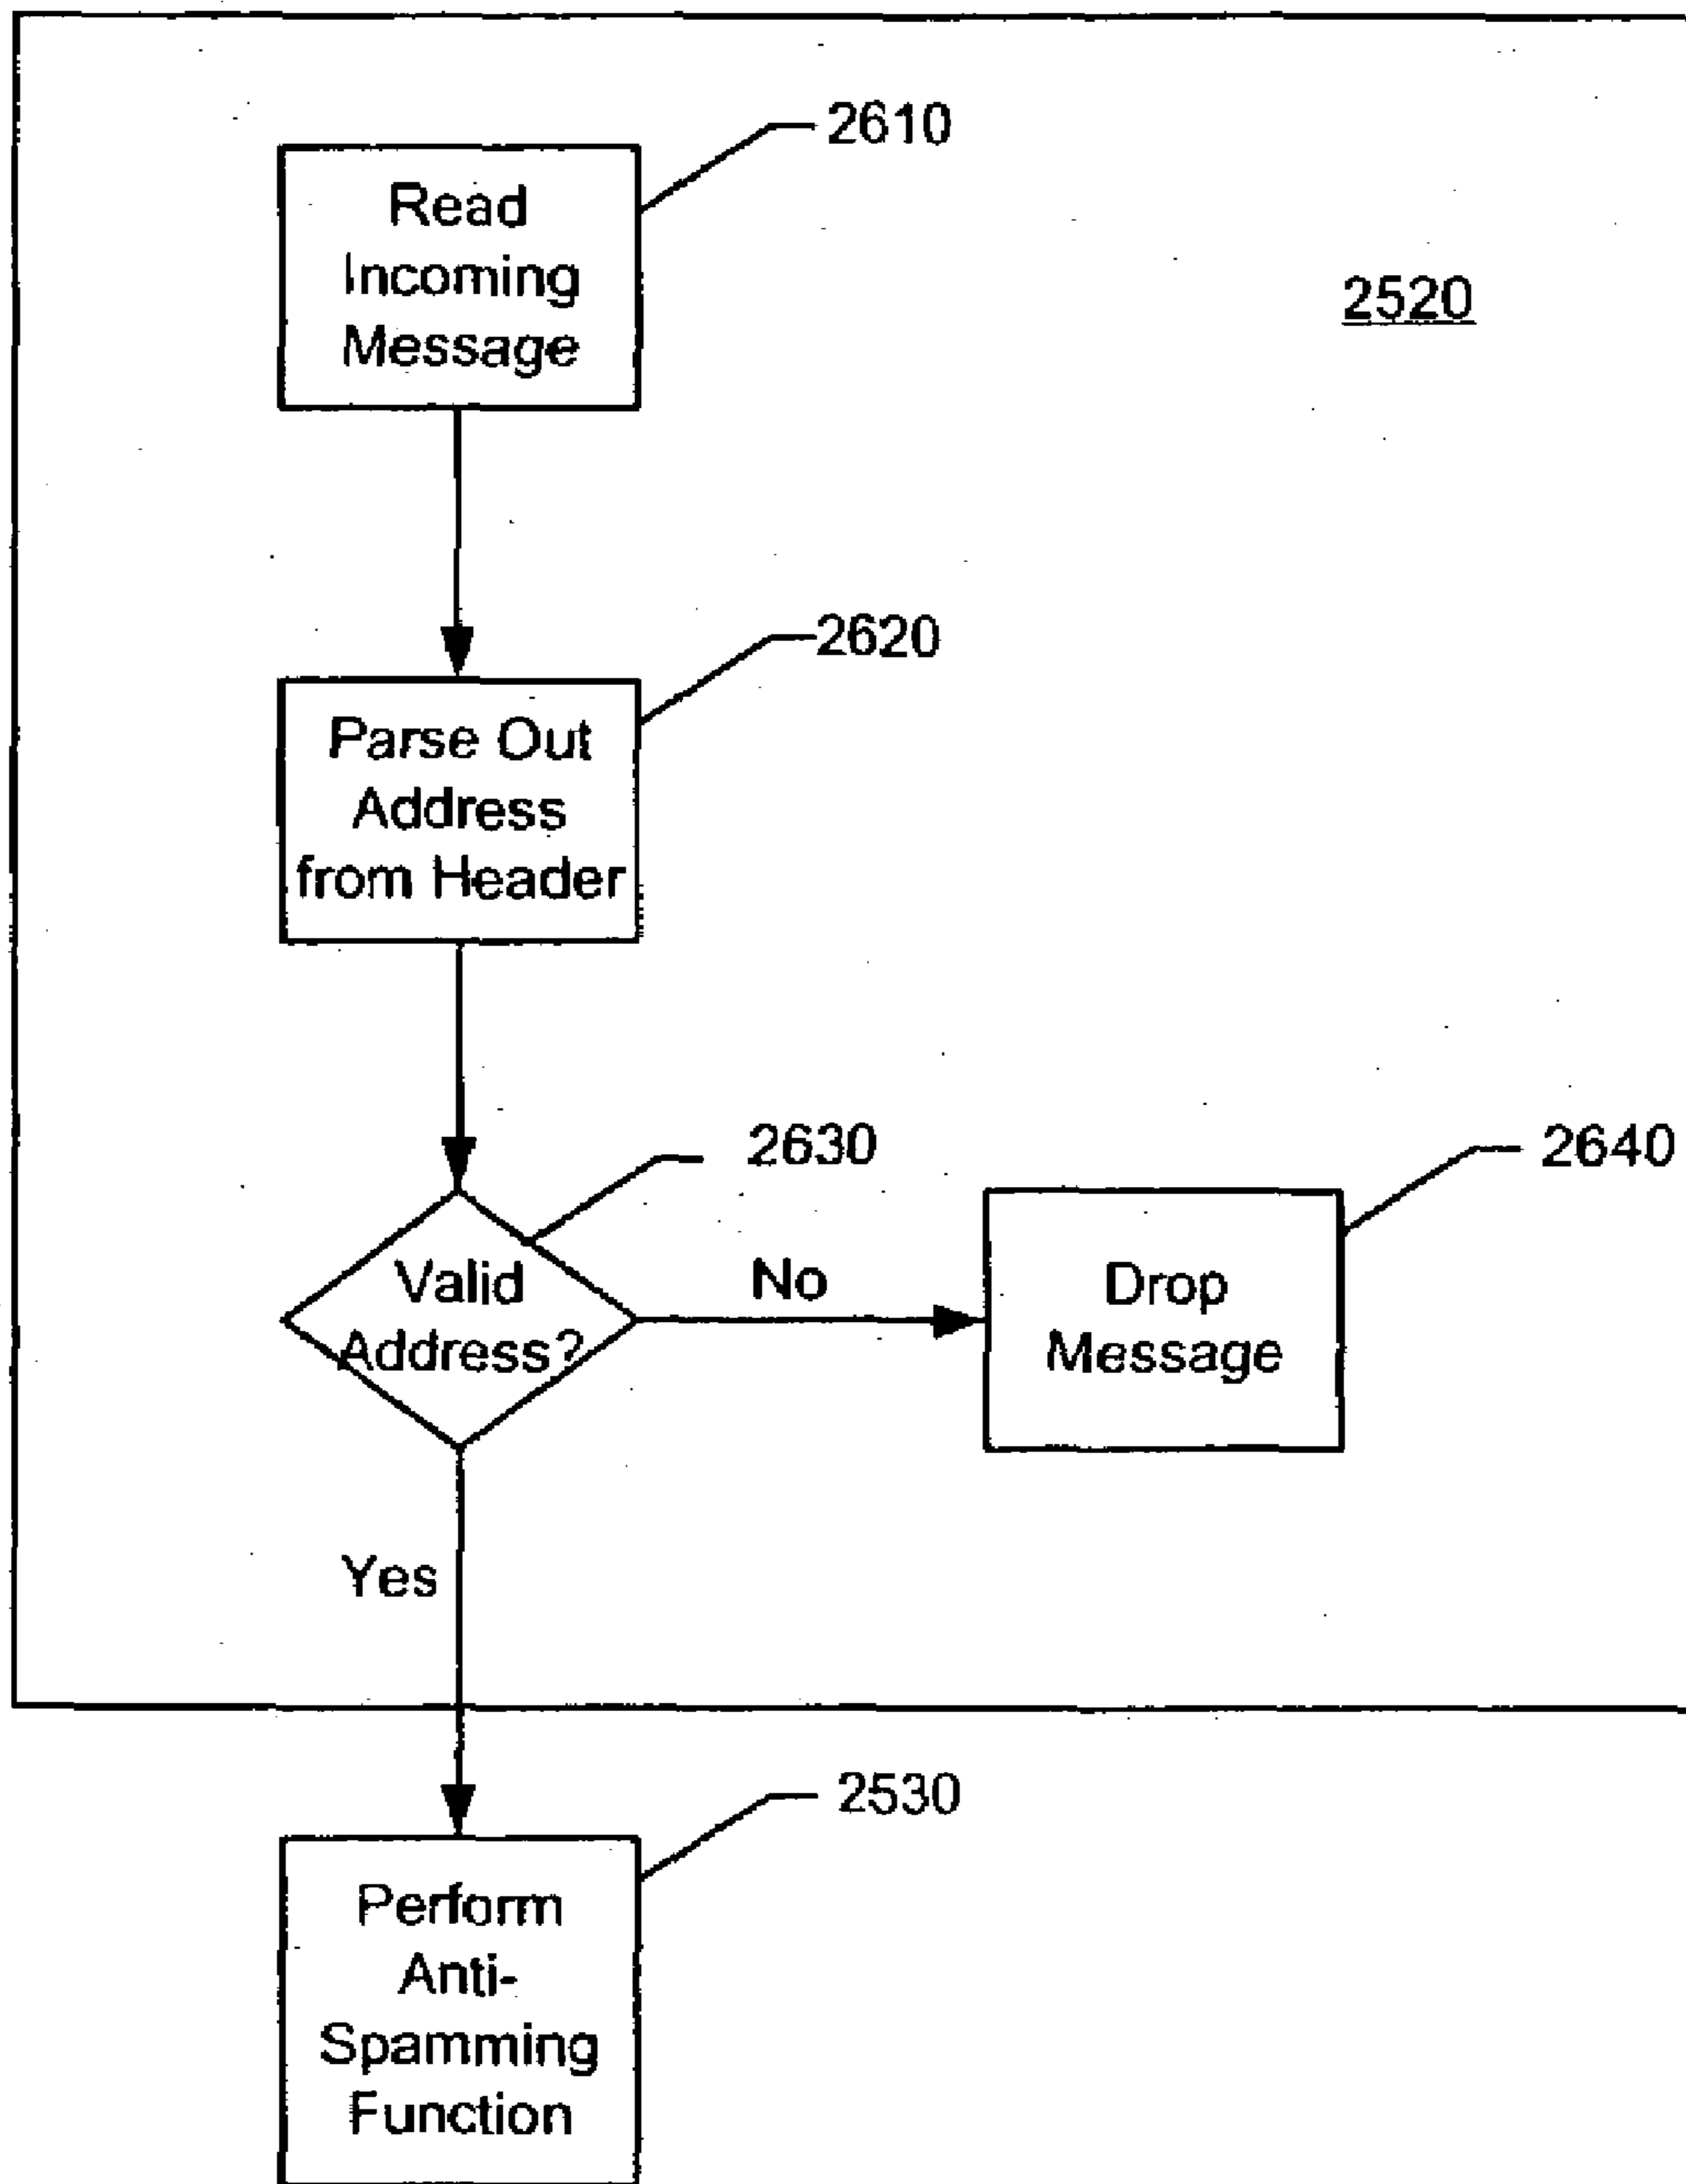 2610
Read
Incoming
Message
2520
2620
Parse Out
Address
from Header
2630
2640
Valid
Address?
No
Drop
Message
Yes
2530
Perform
Anti-
Spamming
Function